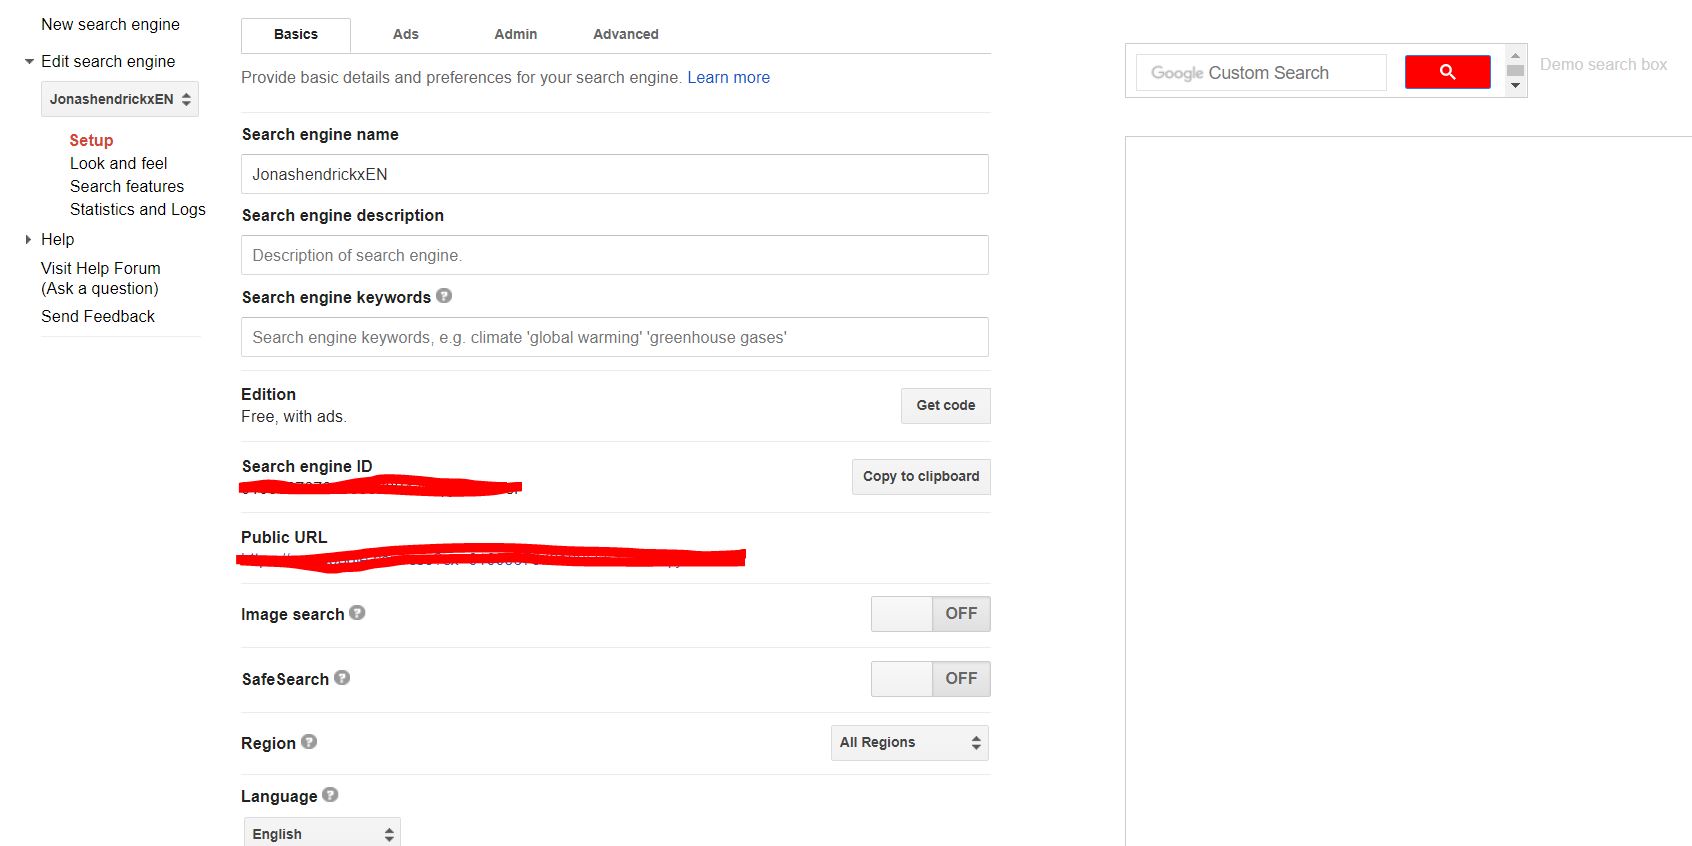 New search engine
Edit search engine
JonashendrickxEN
Setup
Look and feel
Search features
Statistics and Logs
Help
Visit Help Forum
(Ask a question)
Send Feedback
Basics
Ads
Admin
Advanced
Provide basic details and preferences for your search engine. Learn more
Search engine name
JonashendrickxEN
Search engine description
Description of search engine.
Search engine keywords
Search engine keywords, e.g. climate 'global warming' 'greenhouse gases'
Edition
Free, with ads.
Get code
Search engine ID
Copy to clipboard
Public URL
Image search
OFF
SafeSearch
OFF
Region
All Regions
Language
English
Google Custom Search
Demo search box